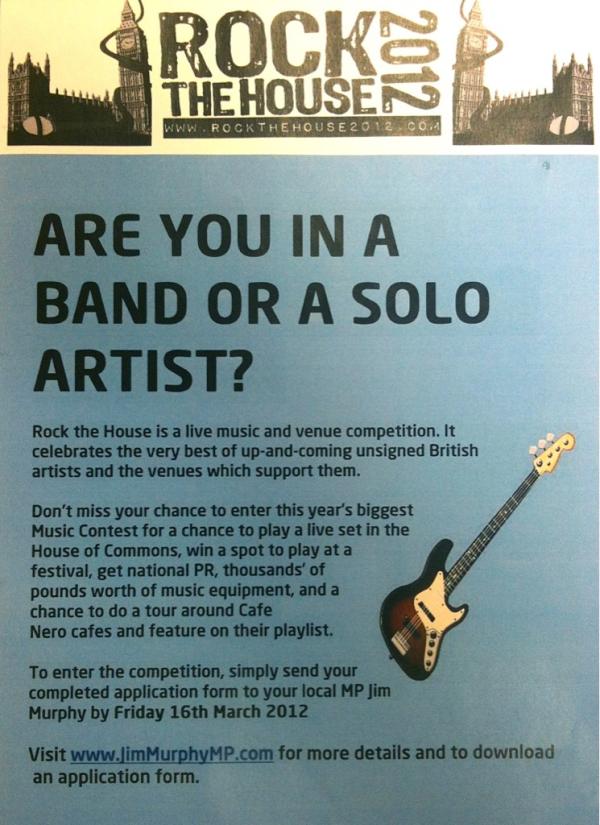 ROCK
THE HOUSE
2012
WWW.ROCKTHEHOUSE2012.COM
ARE YOU IN A
BAND OR A SOLO
ARTIST?
Rock the House is a live music and venue competition. It
celebrates the very best of up-and-coming unsigned British
artists and the venues which support them.
Don't miss your chance to enter this year's biggest
Music Contest for a chance to play a live set in the
House of Commons, win a spot to play at a
festival, get national PR, thousands' of
pounds worth of music equipment, and a
chance to do a tour around Cafe
Nero cafes and feature on their playlist.
To enter the competition, simply send your
completed application form to your local MP Jim
Murphy by Friday 16th March 2012
Visit www.JimMurphyMP.com for more details and to download
an application form.